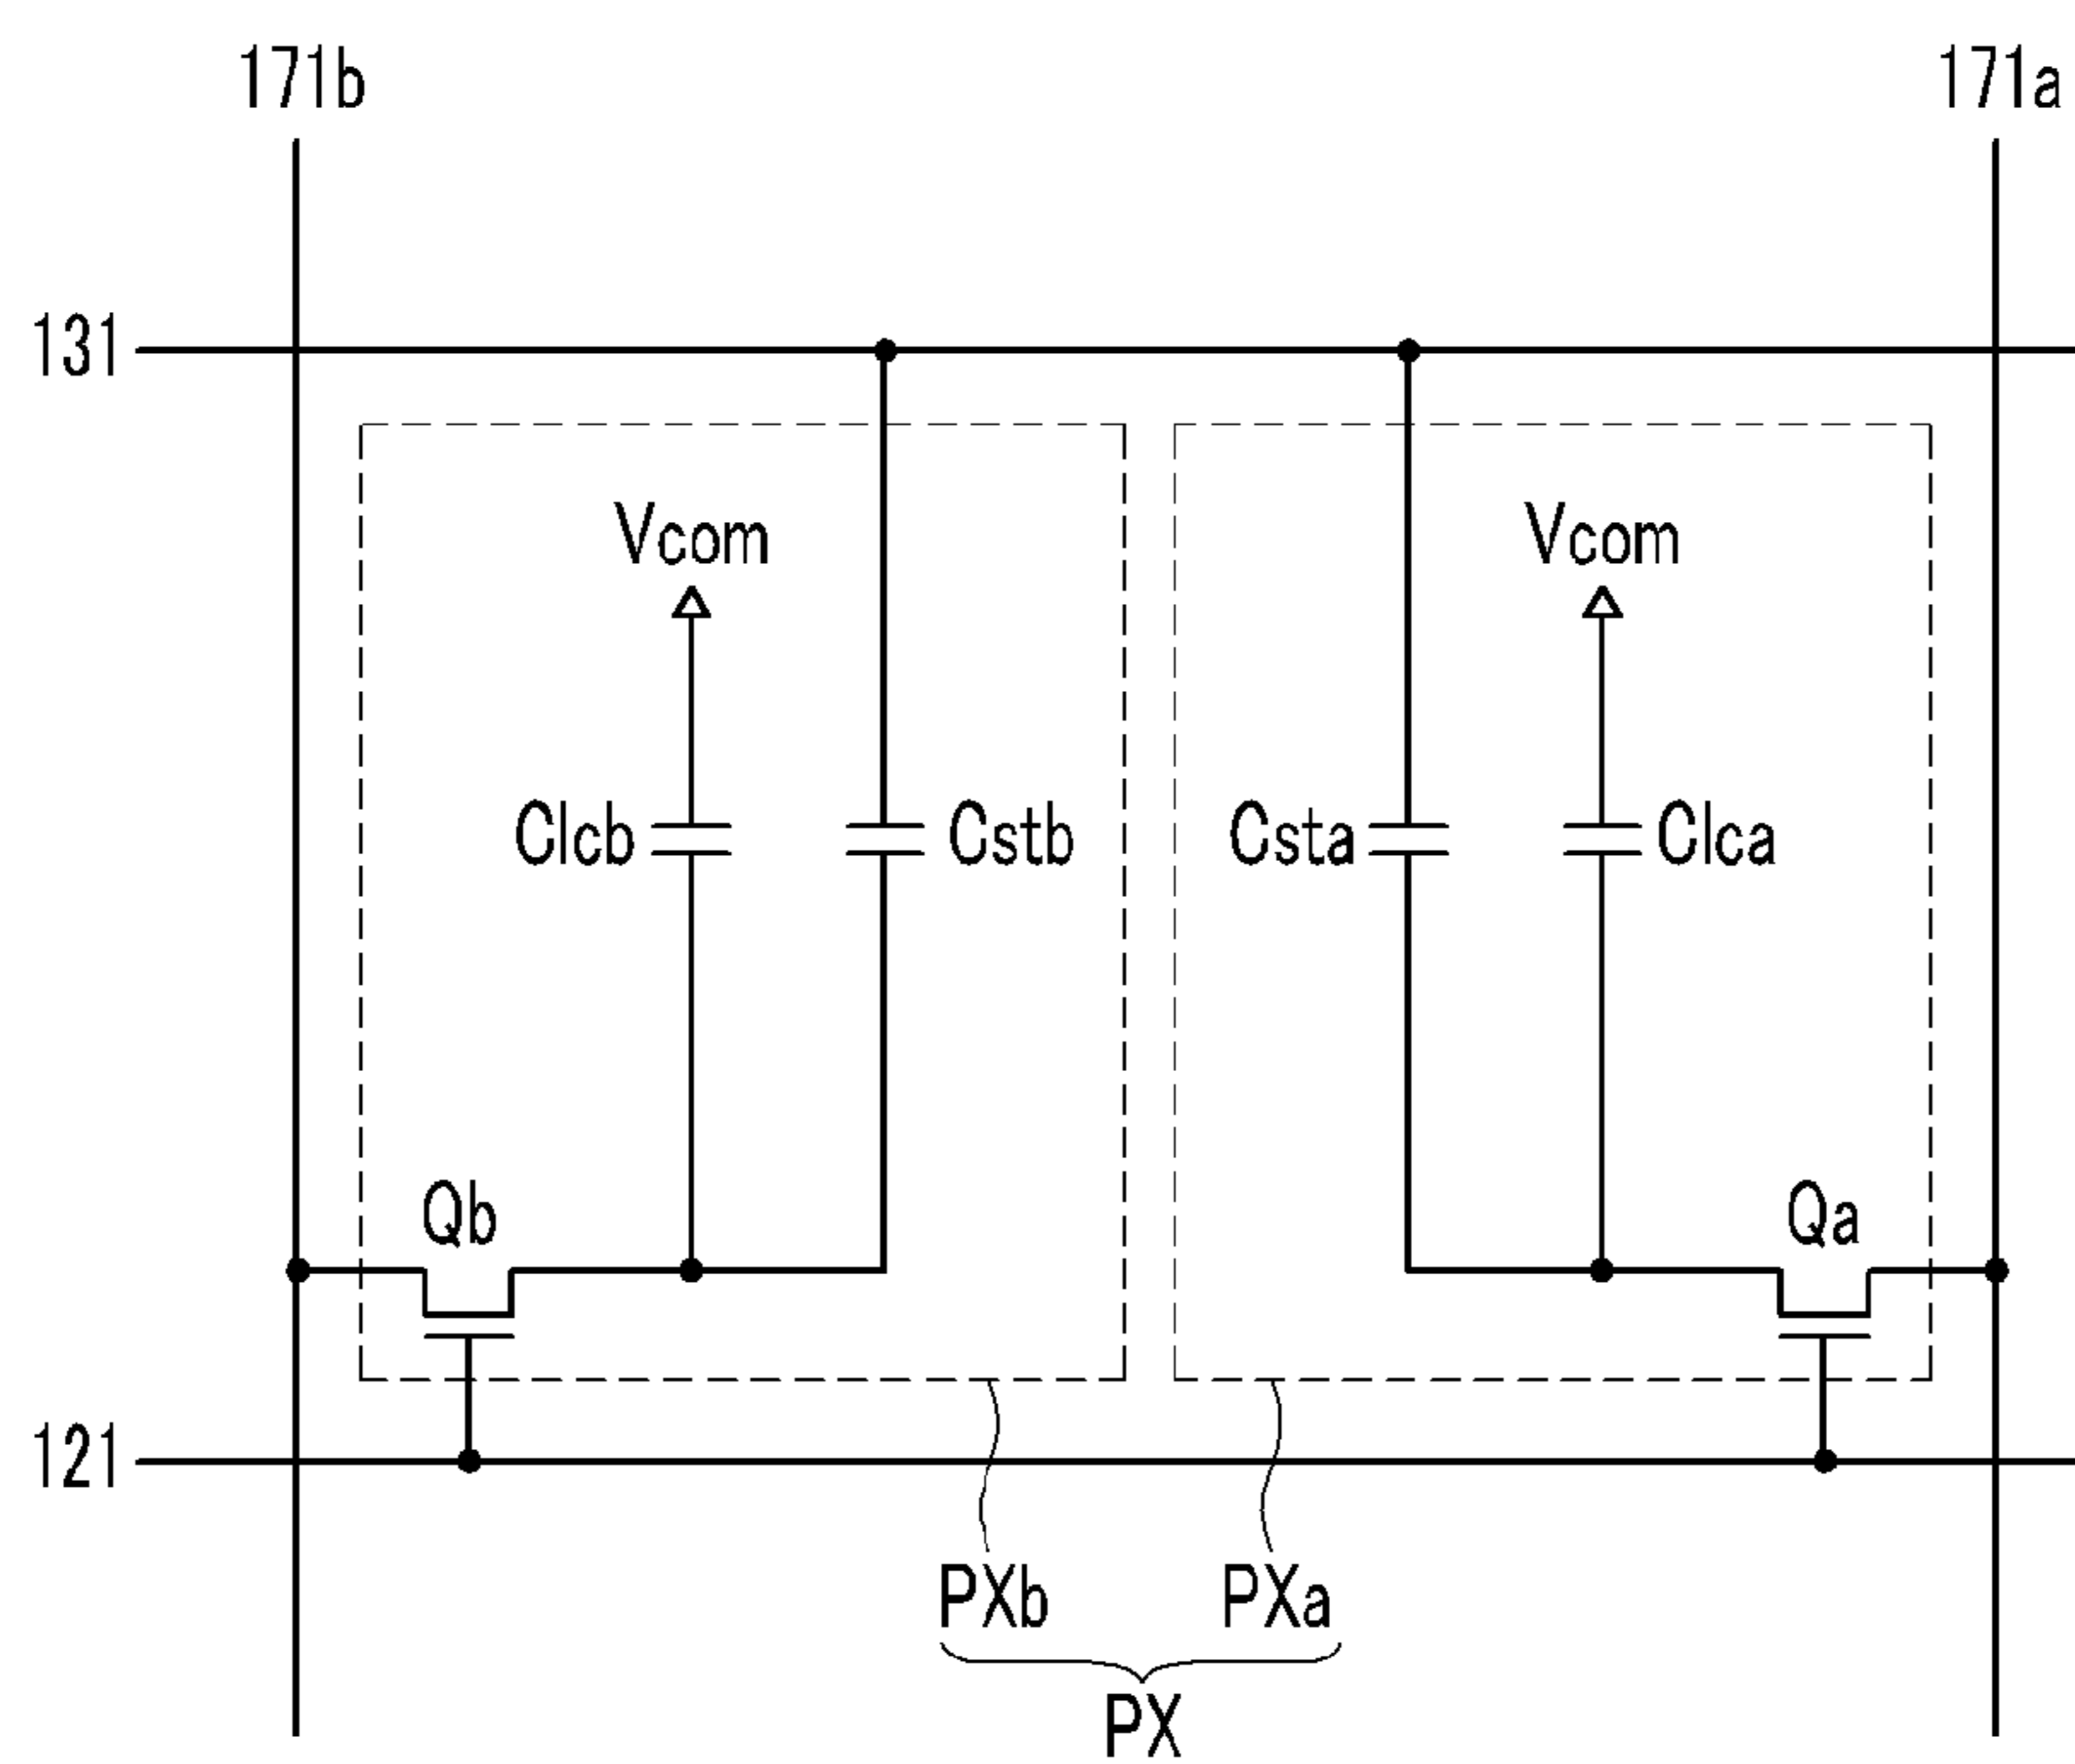 171b 171a
131
Vcom Vcom
Clcb Cstb Csta Clca
Qb Qa
121
PXb PXa
PX